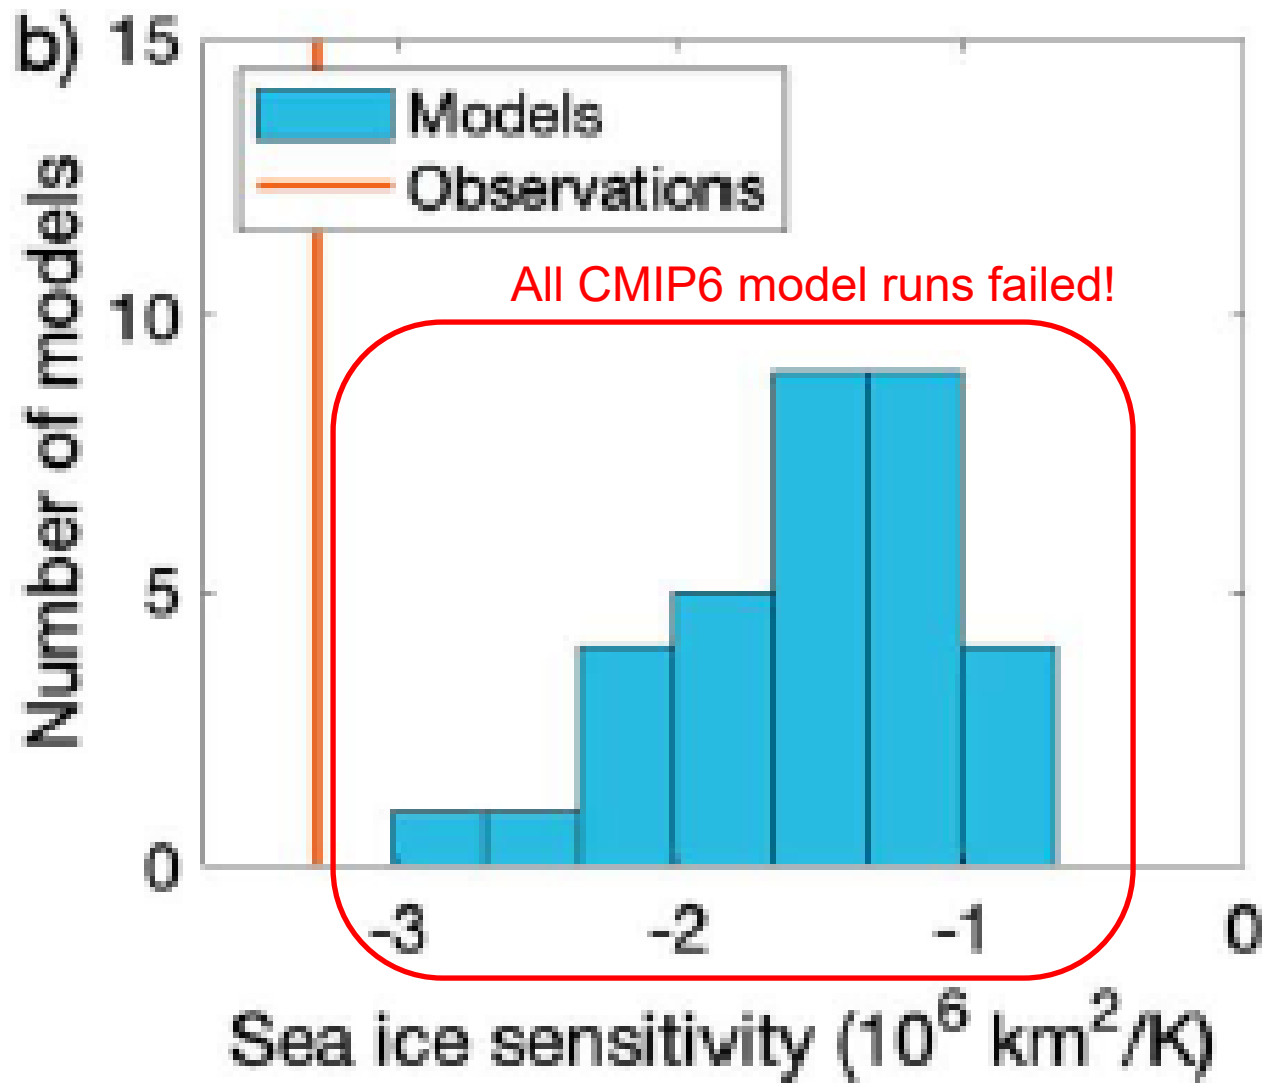 b)
15
Models
Observations
All CMIP6 model runs failed!
10
5
0
Number of models
-3
-2
-1
0
Sea ice sensitivity (10⁶ km²/K)